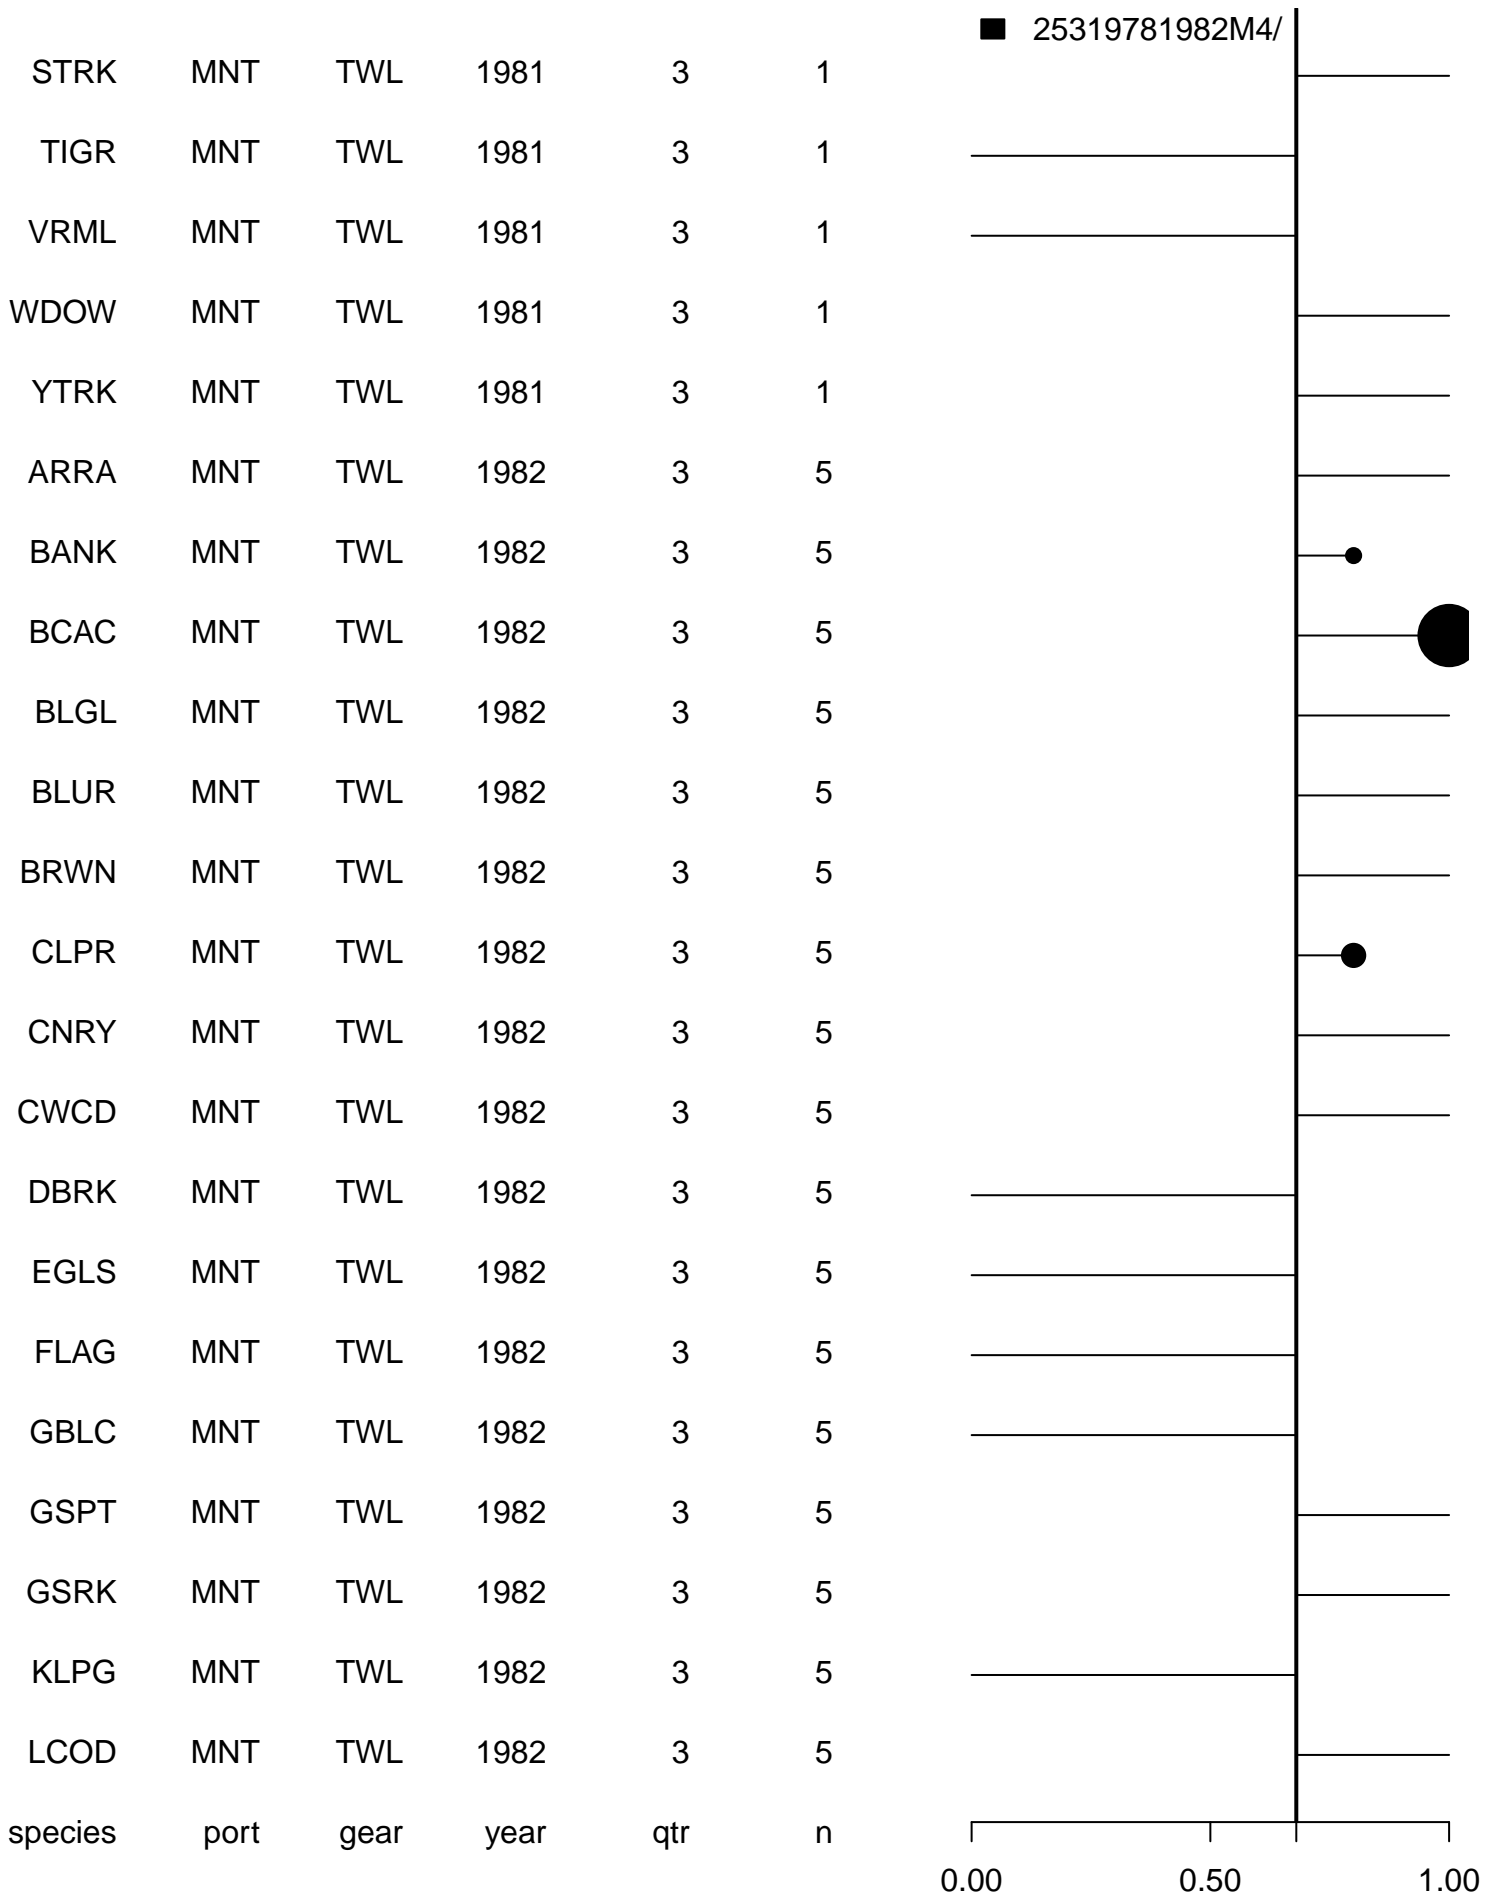 25319781982M4/
STRK MNT TWL 1981 3 1
TIGR MNT TWL 1981 3 1
VRML MNT TWL 1981 3 1
WDOW MNT TWL 1981 3 1
YTRK MNT TWL 1981 3 1
ARRA MNT TWL 1982 3 5
BANK MNT TWL 1982 3 5
BCAC MNT TWL 1982 3 5
BLGL MNT TWL 1982 3 5
BLUR MNT TWL 1982 3 5
BRWN MNT TWL 1982 3 5
CLPR MNT TWL 1982 3 5
CNRY MNT TWL 1982 3 5
CWCD MNT TWL 1982 3 5
DBRK MNT TWL 1982 3 5
EGLS MNT TWL 1982 3 5
FLAG MNT TWL 1982 3 5
GBLC MNT TWL 1982 3 5
GSPT MNT TWL 1982 3 5
GSRK MNT TWL 1982 3 5
KLPG MNT TWL 1982 3 5
LCOD MNT TWL 1982 3 5
species port gear year qtr n
0.00 0.50 1.00